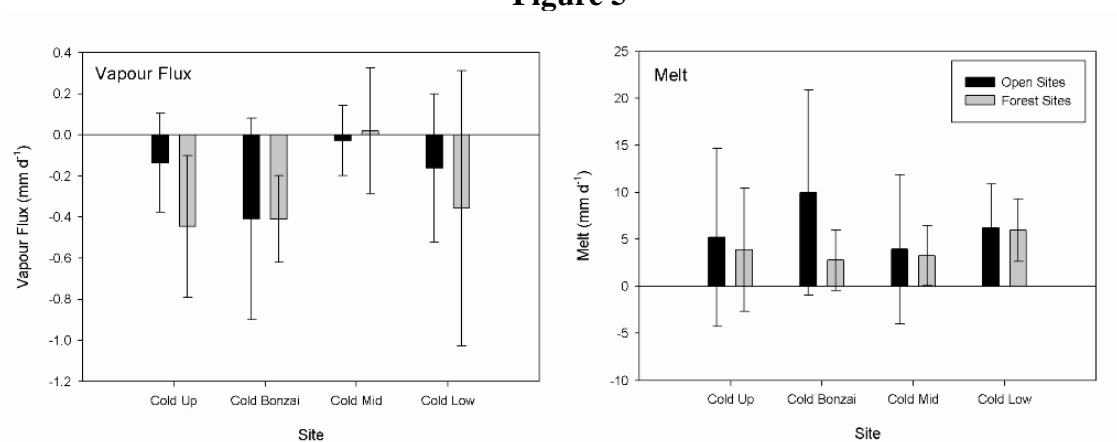 Figure 5
Vapour Flux
Vapour Flux (mm d-1)
0.4
0.2
0.0
-0.2
-0.4
-0.6
-0.8
-1.0
-1.2
Cold Up Cold Bonzai Cold Mid Cold Low
Site
Melt
Open Sites
Forest Sites
Melt (mm d-1)
25
20
15
10
5
0
-5
-10
Cold Up Cold Bonzai Cold Mid Cold Low
Site